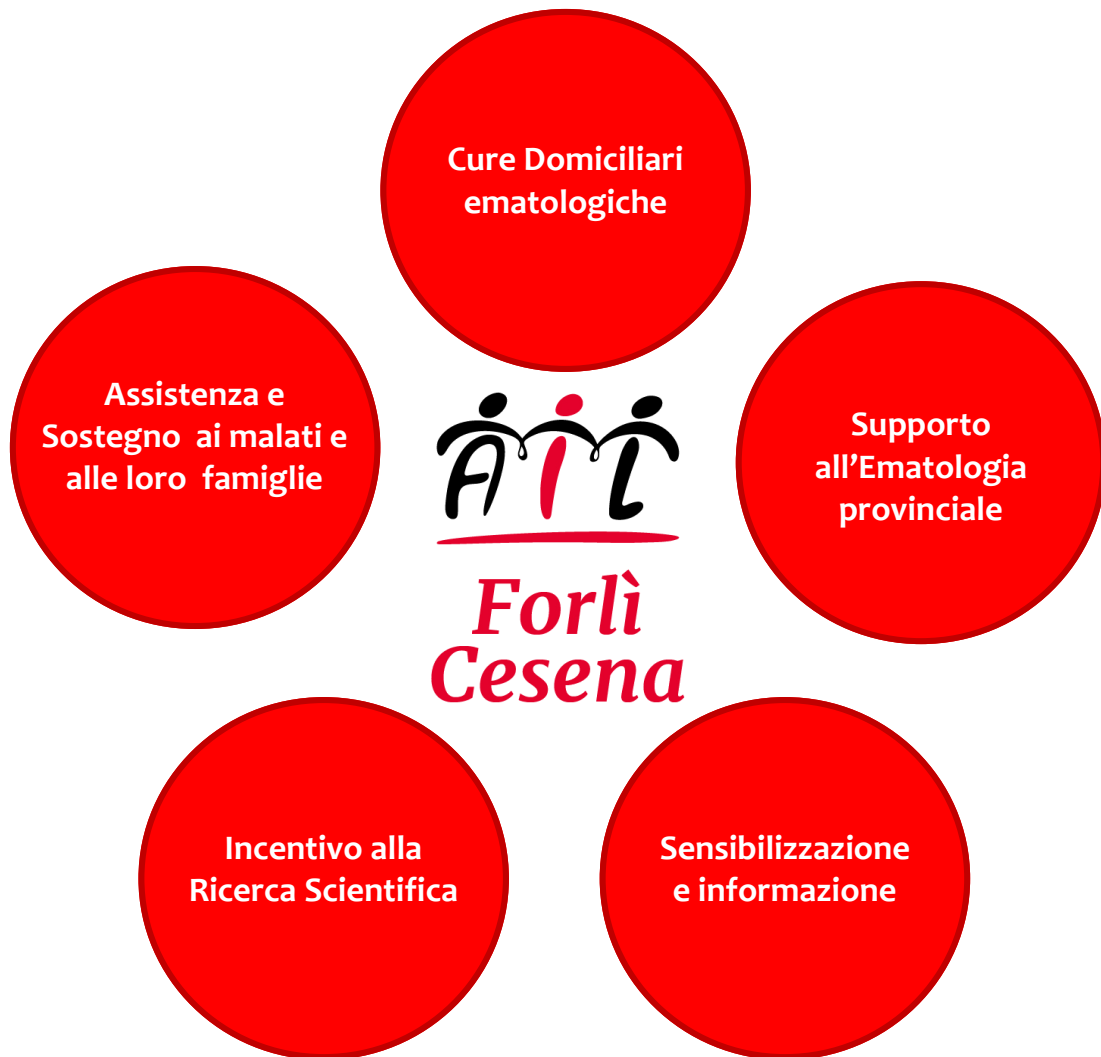 Cure Domiciliari
ematologiche
Assistenza e
Sostegno ai malati e
alle loro famiglie
Supporto
all’Ematologia
provinciale
AIL
Forlì
Cesena
Incentivo alla
Ricerca Scientifica
Sensibilizzazione
e informazione